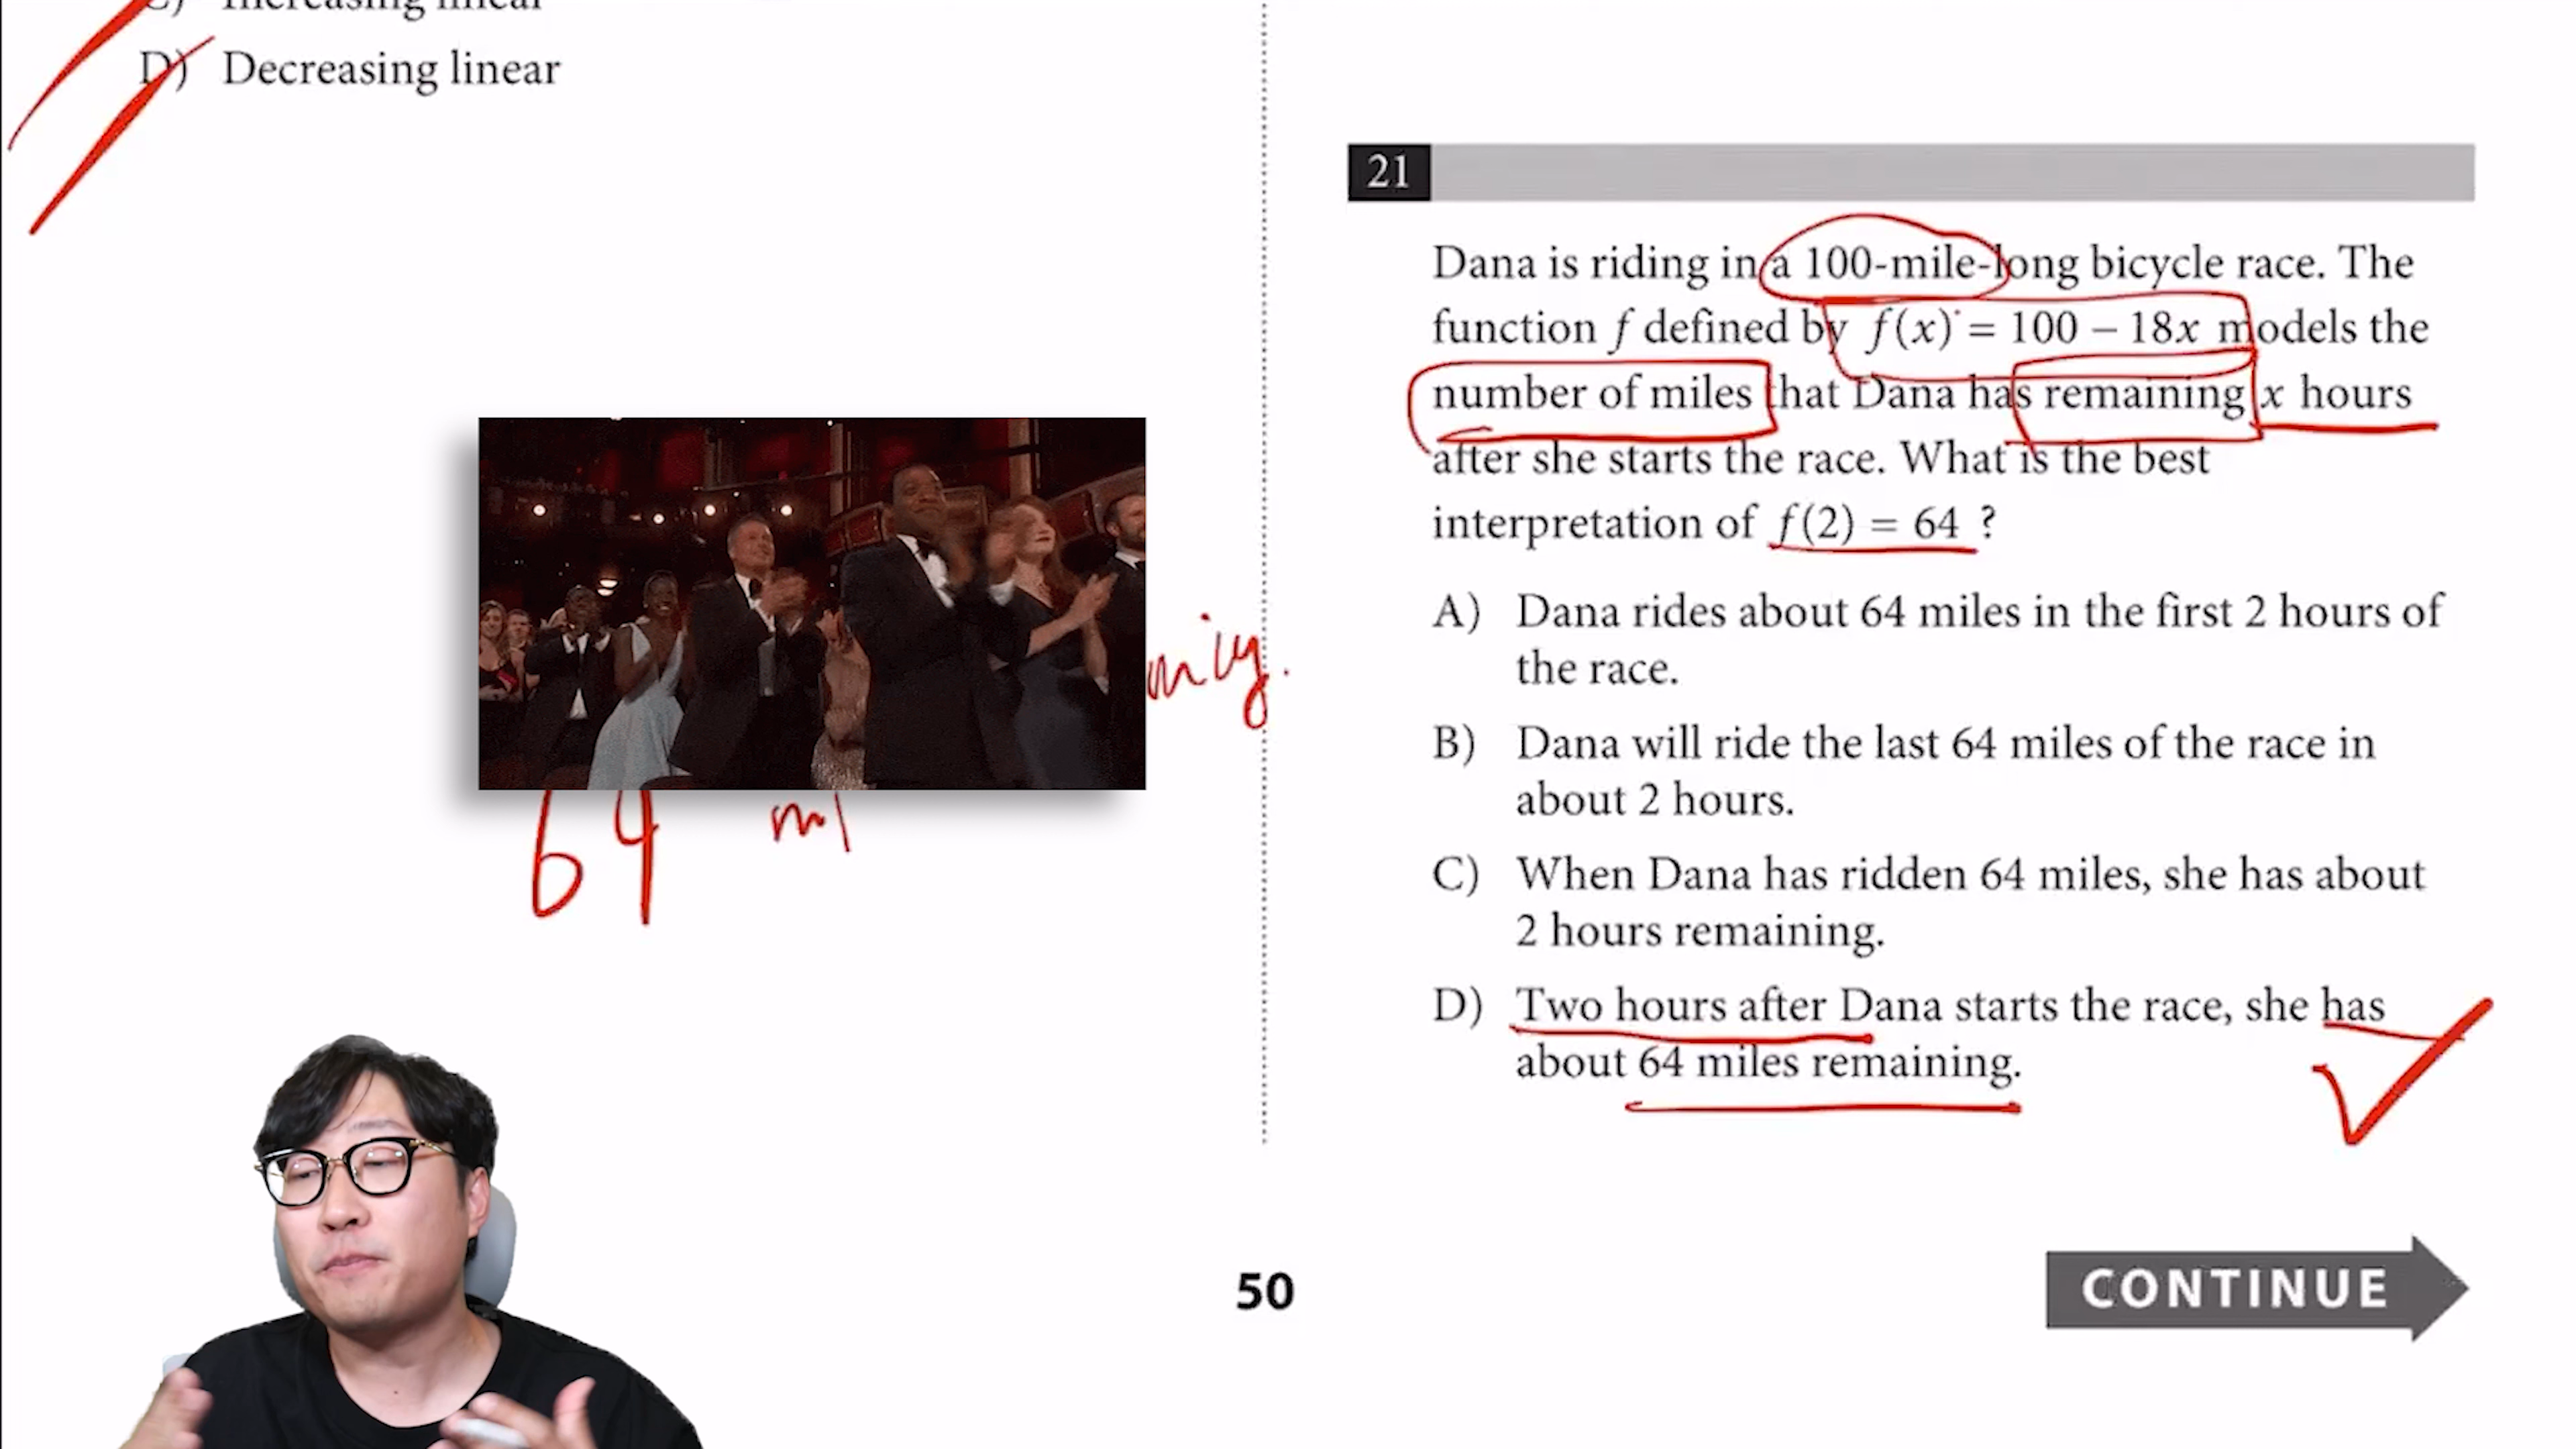 D) Decreasing linear
64 mi
21
Dana is riding in a 100-mile-long bicycle race. The
function f defined by f(x) = 100 – 18x models the
number of miles that Dana has remaining x hours
after she starts the race. What is the best
interpretation of f(2) = 64 ?
A) Dana rides about 64 miles in the first 2 hours of
the race.
B) Dana will ride the last 64 miles of the race in
about 2 hours.
C) When Dana has ridden 64 miles, she has about
2 hours remaining.
D) Two hours after Dana starts the race, she has
about 64 miles remaining.
50
CONTINUE